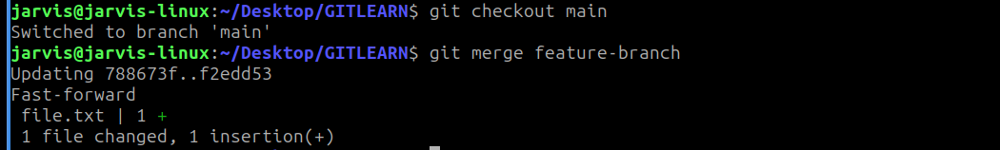 jarvis@jarvis-linux:~/Desktop/GITLEARN$ git checkout main
Switched to branch 'main'
jarvis@jarvis-linux:~/Desktop/GITLEARN$ git merge feature-branch
Updating 788673f..f2edd53
Fast-forward
 file.txt | 1 +
 1 file changed, 1 insertion(+)